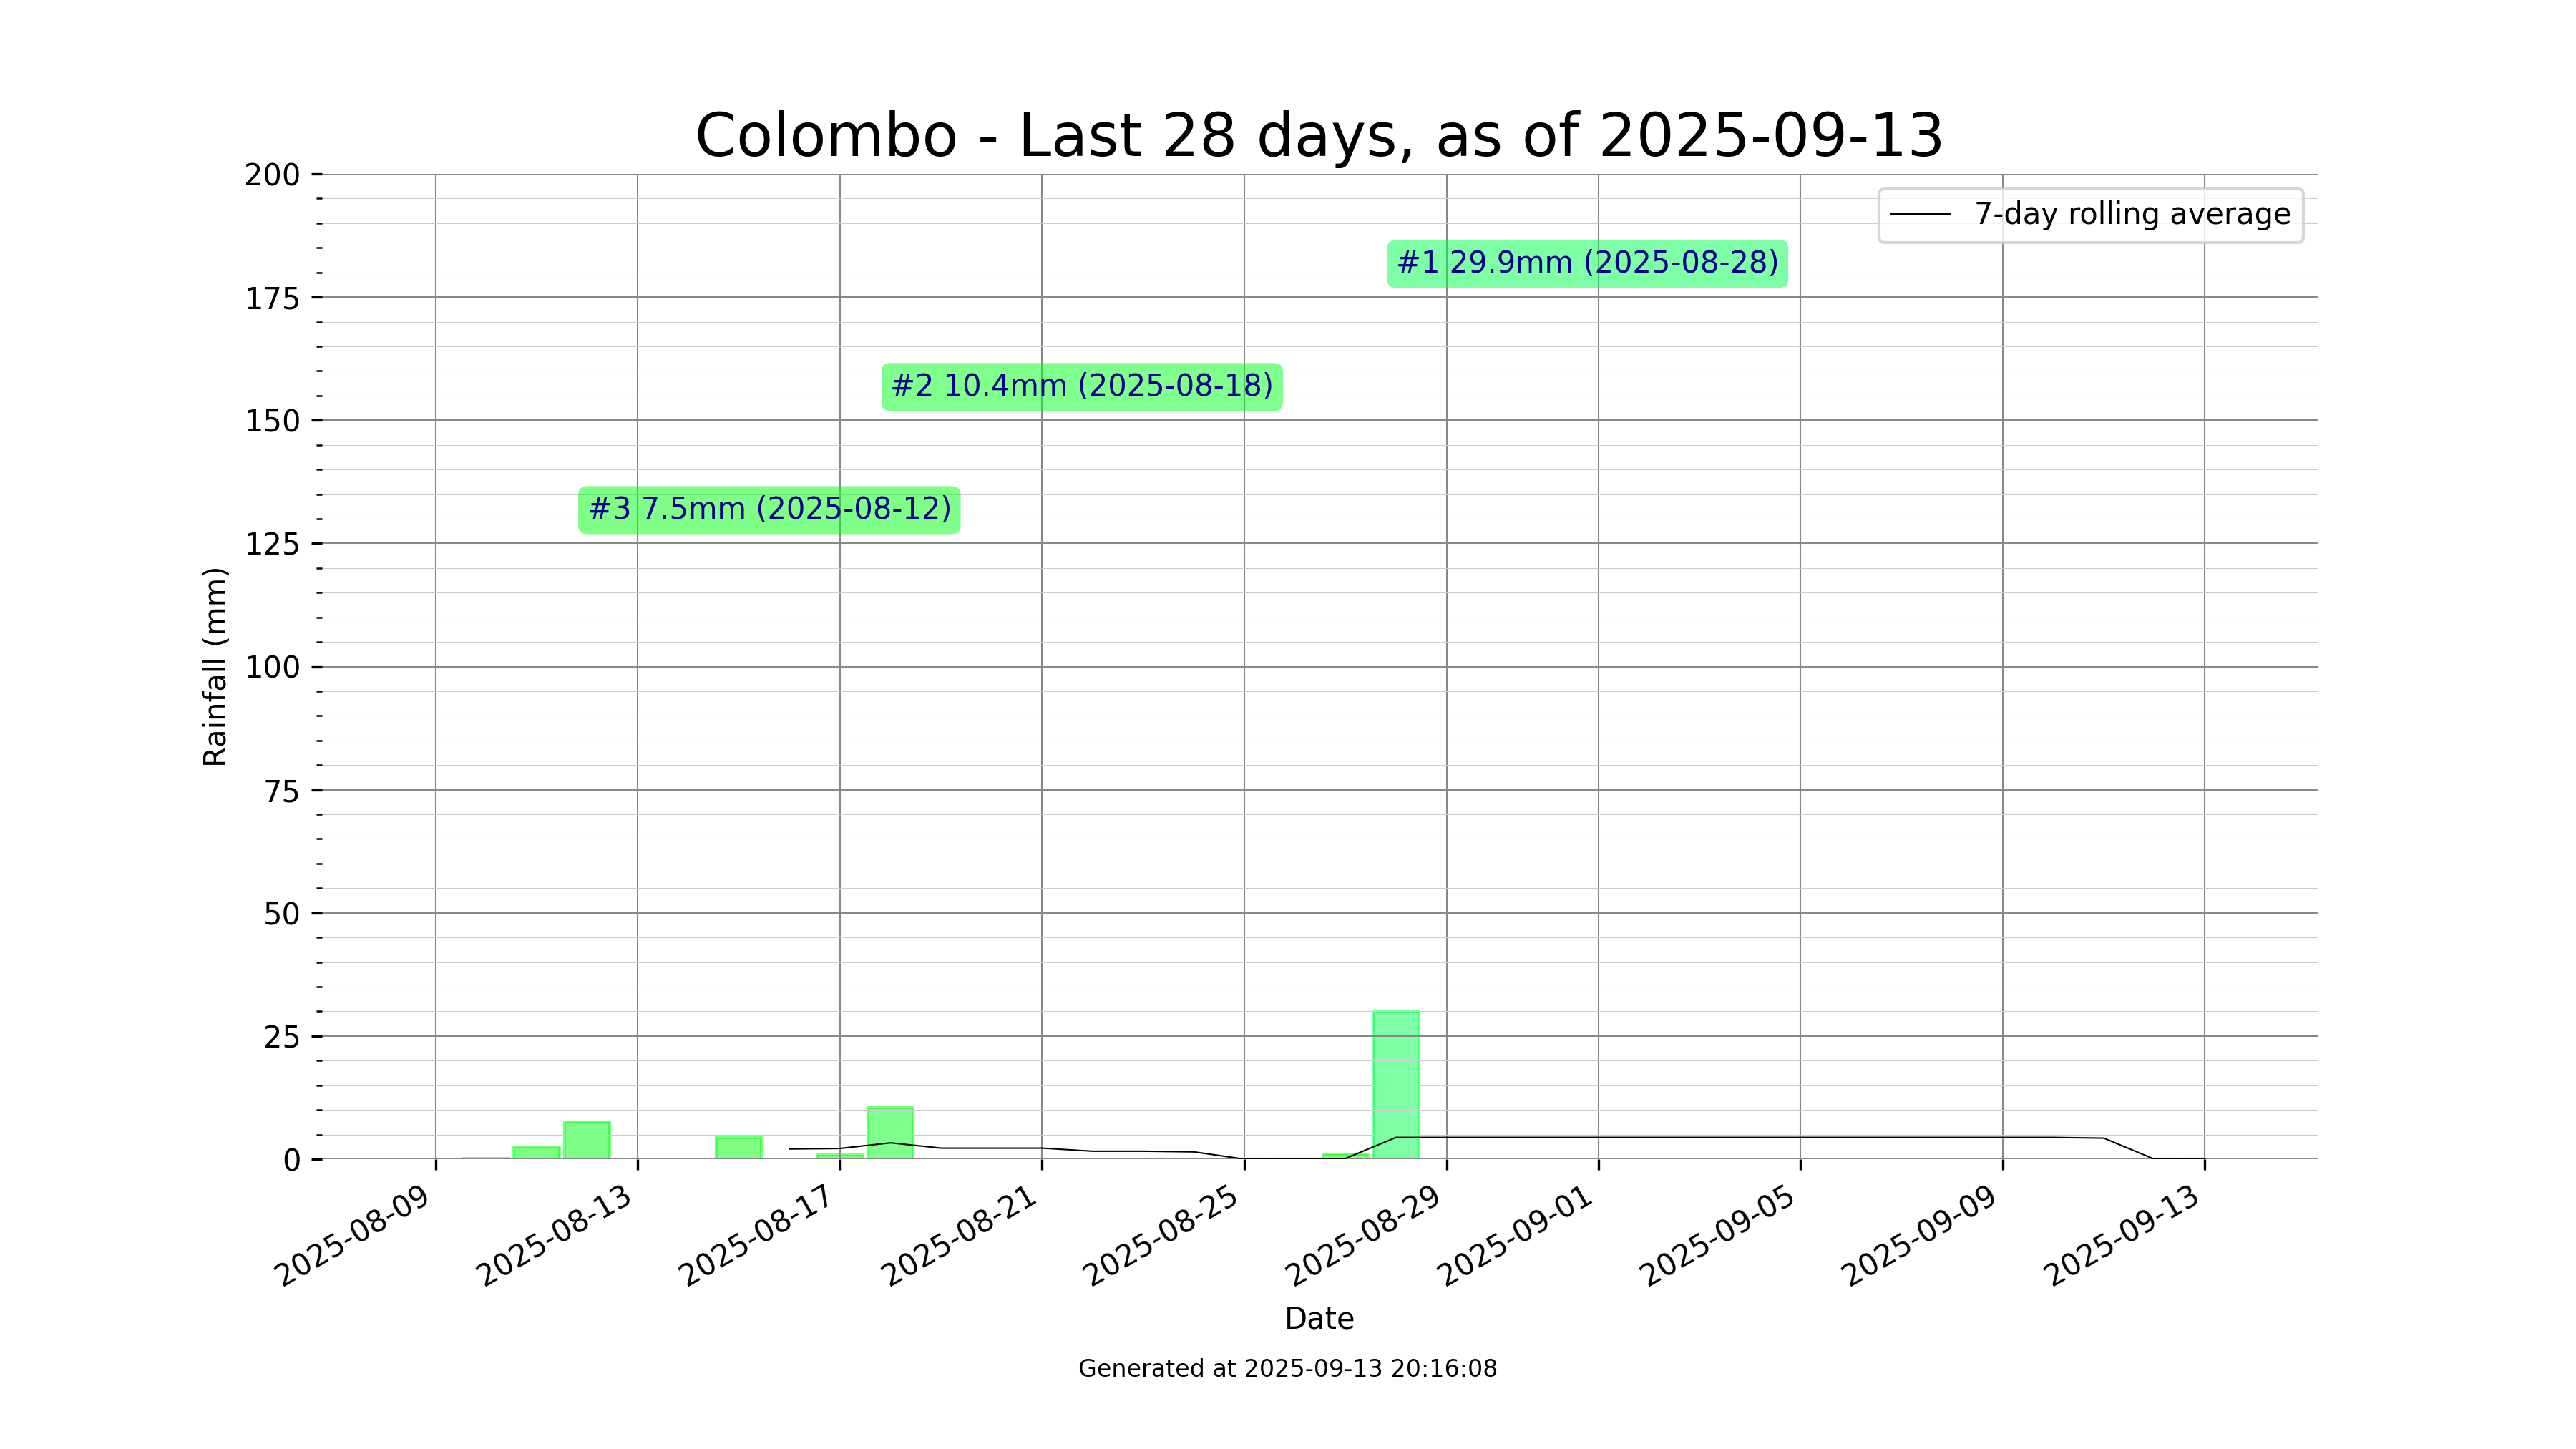 Colombo - Last 28 days, as of 2025-09-13
200
175
150
125
100
75
50
25
0
Rainfall (mm)
7-day rolling average
#1 29.9mm (2025-08-28)
#2 10.4mm (2025-08-18)
#3 7.5mm (2025-08-12)
2025-08-09
2025-08-13
2025-08-17
2025-08-21
2025-08-25
2025-08-29
2025-09-01
2025-09-05
2025-09-09
2025-09-13
Date
Generated at 2025-09-13 20:16:08